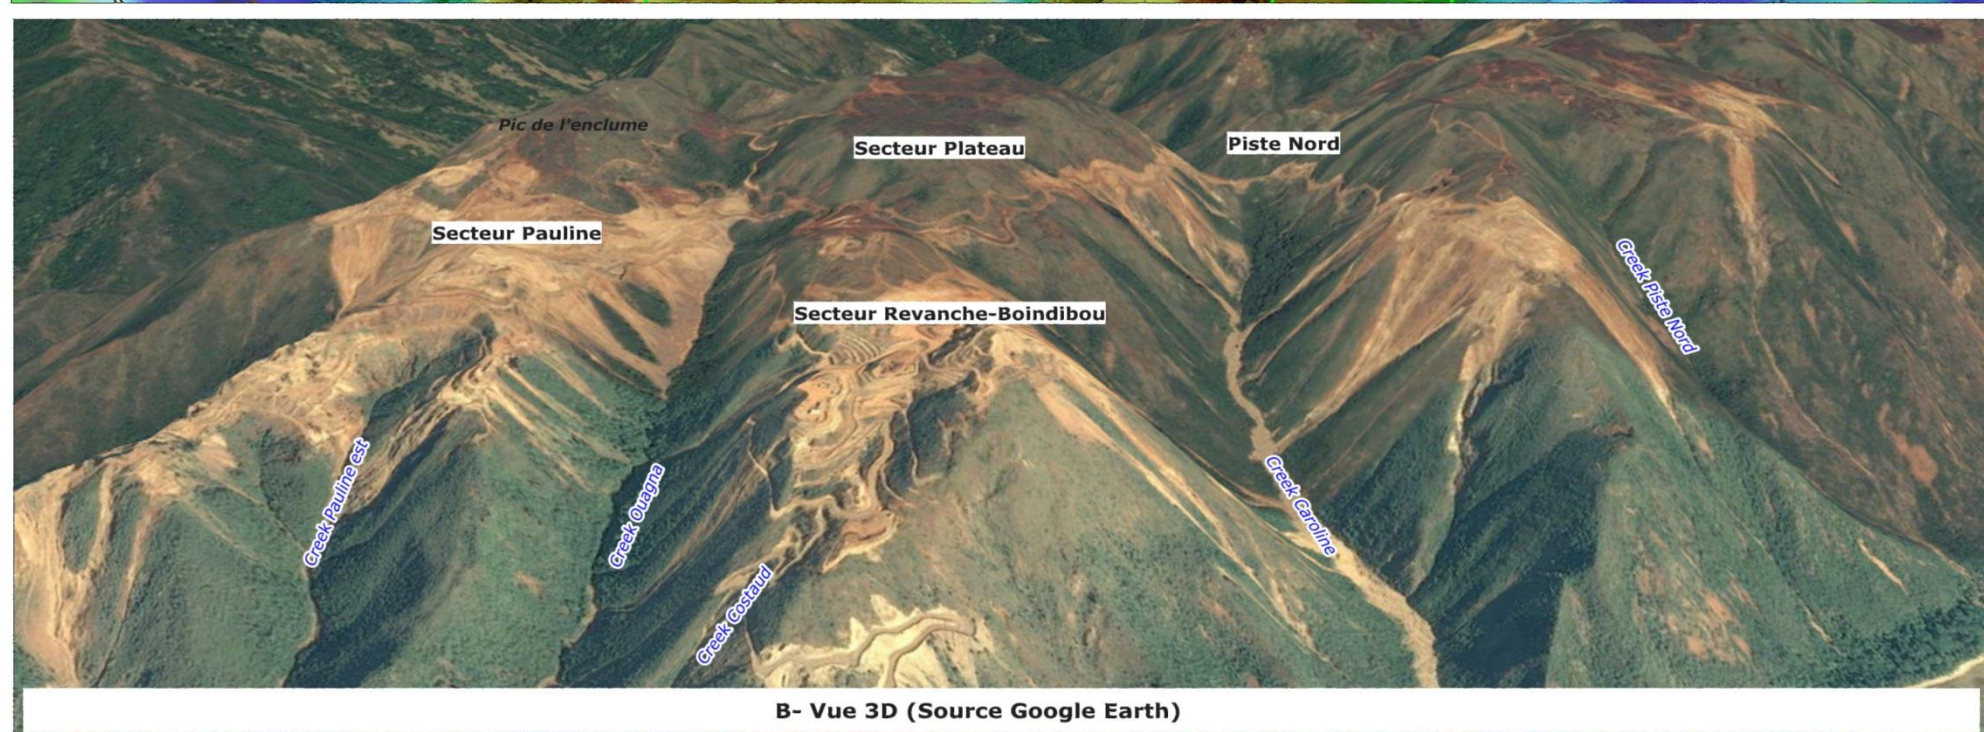 Pic de l'enclume
Secteur Plateau
Piste Nord
Secteur Pauline
Creek Piste Nord
Secteur Revanche-Boindibou
Creek Pauline est
Creek Ouagna
Creek Caroline
Creek Costaud
B- Vue 3D (Source Google Earth)